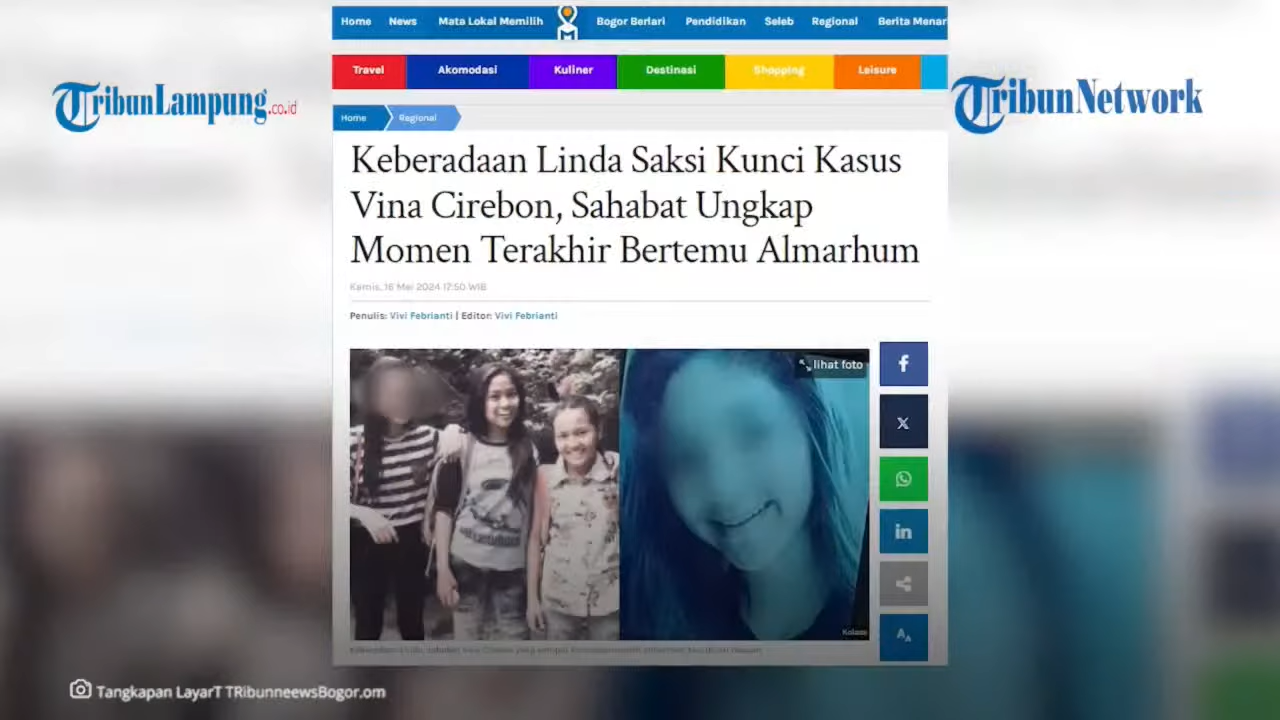 Home News Mata Lokal Memilih Bogor Berlari Pendidikan Seleb Regional Berita Menar
Travel Akomodasi Kuliner Destinasi Shopping Leisure
TribunLampung.co.id
TribunNetwork
Home Regional
Keberadaan Linda Saksi Kunci Kasus
Vina Cirebon, Sahabat Ungkap
Momen Terakhir Bertemu Almarhum
Kamis, 16 Mei 2024 17:50 WIB
Penulis: Vivi Febrianti | Editor: Vivi Febrianti
lihat foto
Kolase
Tangkapan LayarT TRibunneewsBogor.om